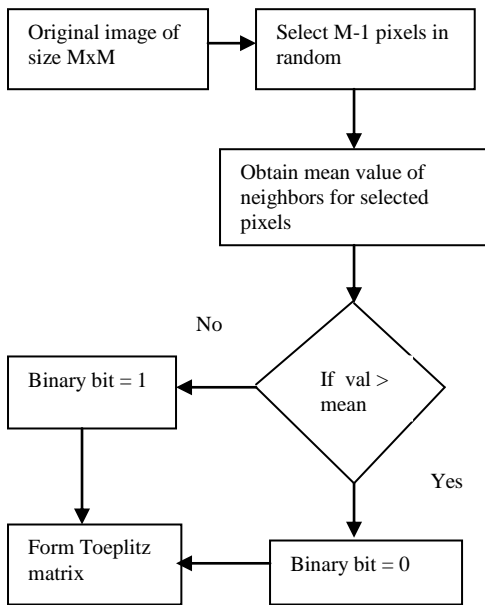 Original image of
size MxM
Select M-1 pixels in
random
Obtain mean value of
neighbors for selected
pixels
No
If val >
mean
Binary bit = 1
Yes
Form Toeplitz
matrix
Binary bit = 0